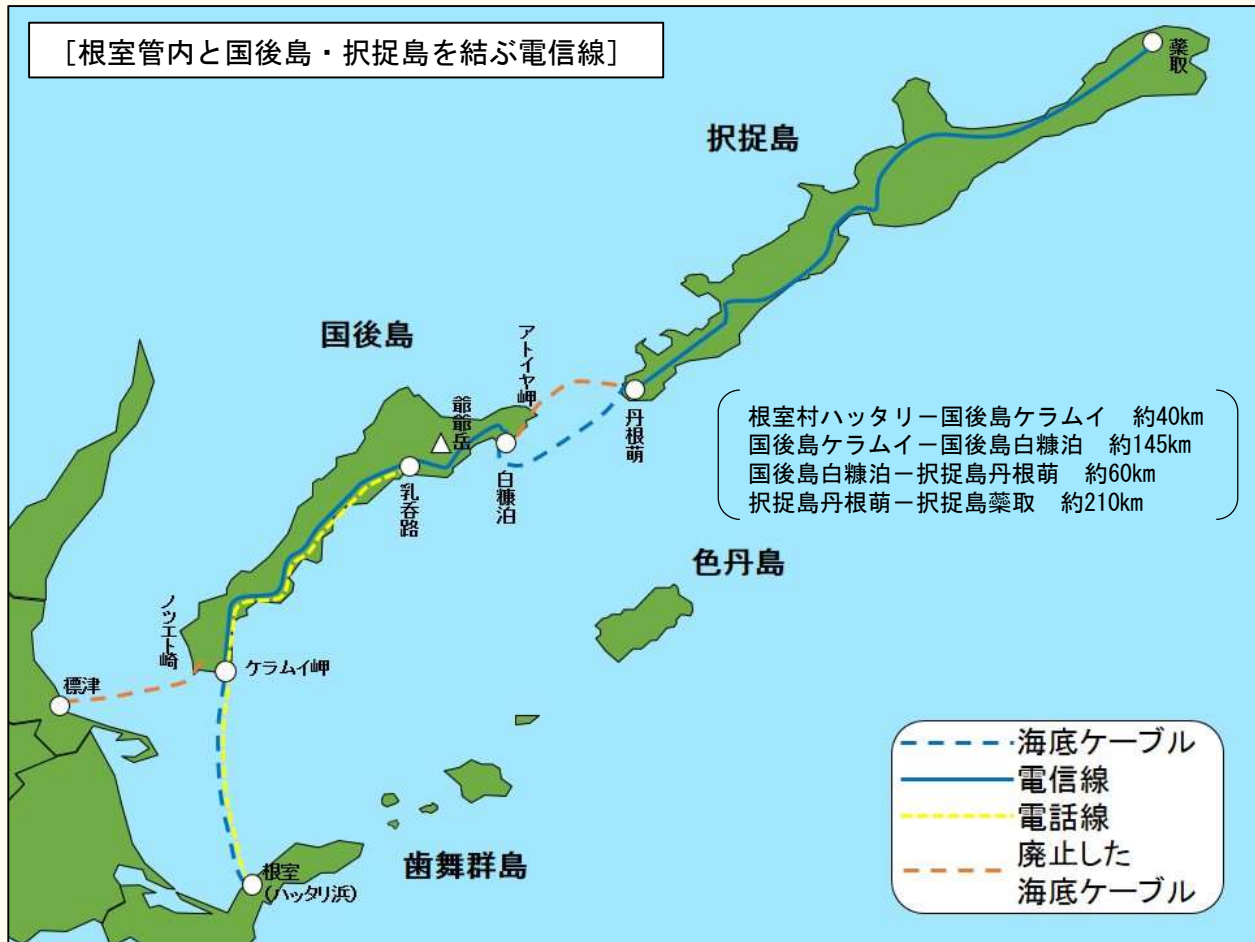 [根室管内と国後島・択捉島を結ぶ電信線]
蘂取
択捉島
国後島
アトイヤ岬
爺爺岳
丹根萌
白糠泊
乳呑路
根室村ハッタリー国後島ケラムイ 約40km
国後島ケラムイー国後島白糠泊 約145km
国後島白糠泊－択捉島丹根萌 約60km
択捉島丹根萌－択捉島蘂取 約210km
色丹島
ノツエト崎
ケラムイ岬
標津
海底ケーブル
電信線
電話線
廃止した
海底ケーブル
歯舞群島
根室
(ハッタリ浜)